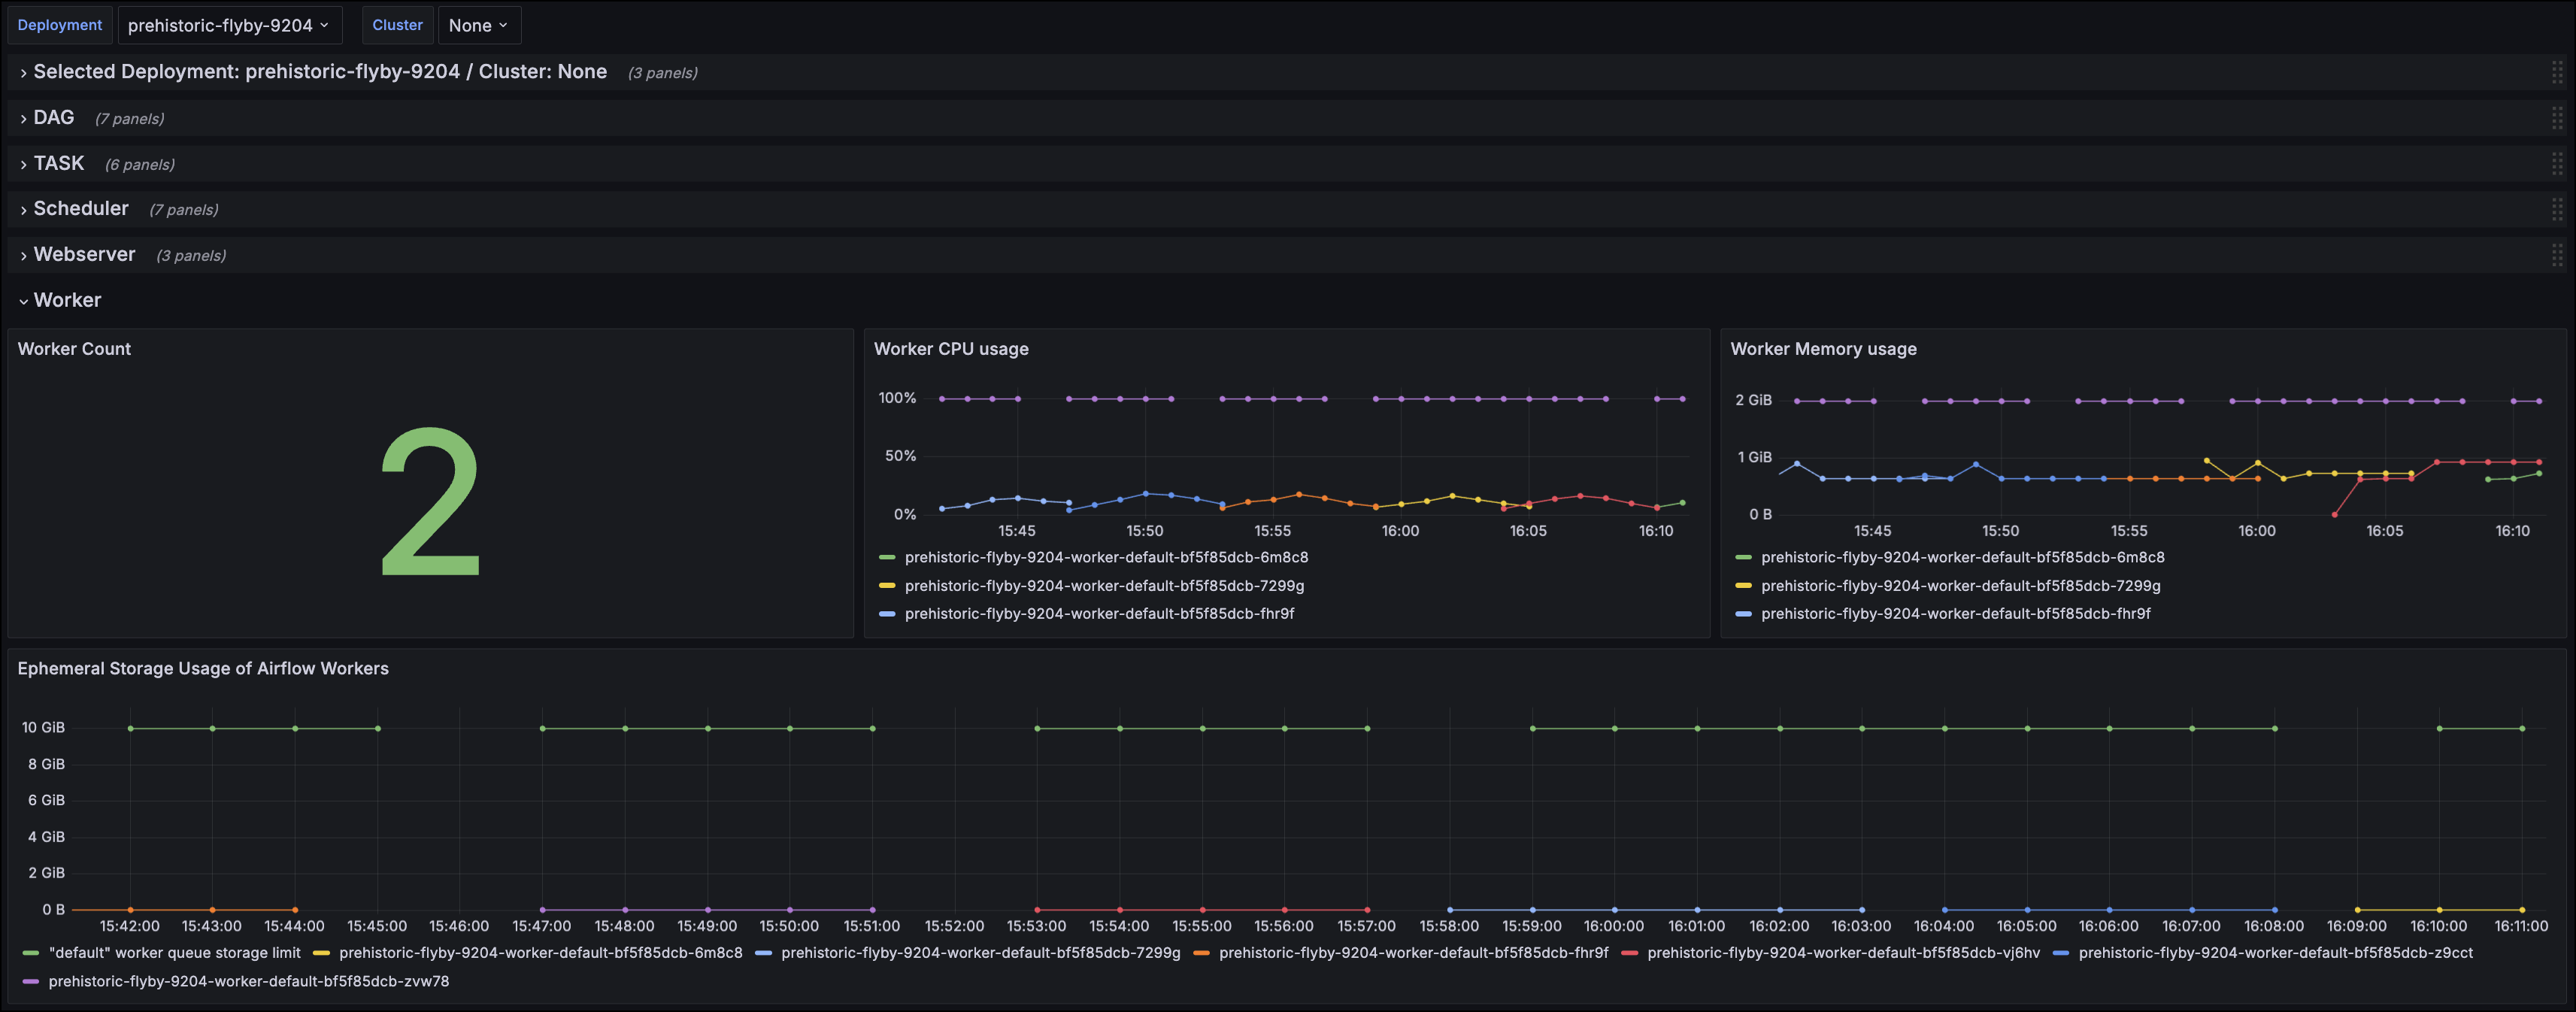 Deployment prehistoric-flyby-9204 Cluster None
Selected Deployment: prehistoric-flyby-9204 / Cluster: None (3 panels)
DAG (7 panels)
TASK (6 panels)
Scheduler (7 panels)
Webserver (3 panels)
Worker
Worker Count
2
Worker CPU usage
100%
50%
0%
15:45 15:50 15:55 16:00 16:05 16:10
prehistoric-flyby-9204-worker-default-bf5f85dcb-6m8c8
prehistoric-flyby-9204-worker-default-bf5f85dcb-7299g
prehistoric-flyby-9204-worker-default-bf5f85dcb-fhr9f
Worker Memory usage
2 GiB
1 GiB
0 B
15:45 15:50 15:55 16:00 16:05 16:10
prehistoric-flyby-9204-worker-default-bf5f85dcb-6m8c8
prehistoric-flyby-9204-worker-default-bf5f85dcb-7299g
prehistoric-flyby-9204-worker-default-bf5f85dcb-fhr9f
Ephemeral Storage Usage of Airflow Workers
10 GiB
8 GiB
6 GiB
4 GiB
2 GiB
0 B
15:42:00 15:43:00 15:44:00 15:45:00 15:46:00 15:47:00 15:48:00 15:49:00 15:50:00 15:51:00 15:52:00 15:53:00 15:54:00 15:55:00 15:56:00 15:57:00 15:58:00 15:59:00 16:00:00 16:01:00 16:02:00 16:03:00 16:04:00 16:05:00 16:06:00 16:07:00 16:08:00 16:09:00 16:10:00 16:11:00
"default" worker queue storage limit prehistoric-flyby-9204-worker-default-bf5f85dcb-6m8c8 prehistoric-flyby-9204-worker-default-bf5f85dcb-7299g prehistoric-flyby-9204-worker-default-bf5f85dcb-fhr9f prehistoric-flyby-9204-worker-default-bf5f85dcb-vj6hv prehistoric-flyby-9204-worker-default-bf5f85dcb-z9cct
prehistoric-flyby-9204-worker-default-bf5f85dcb-zvw78